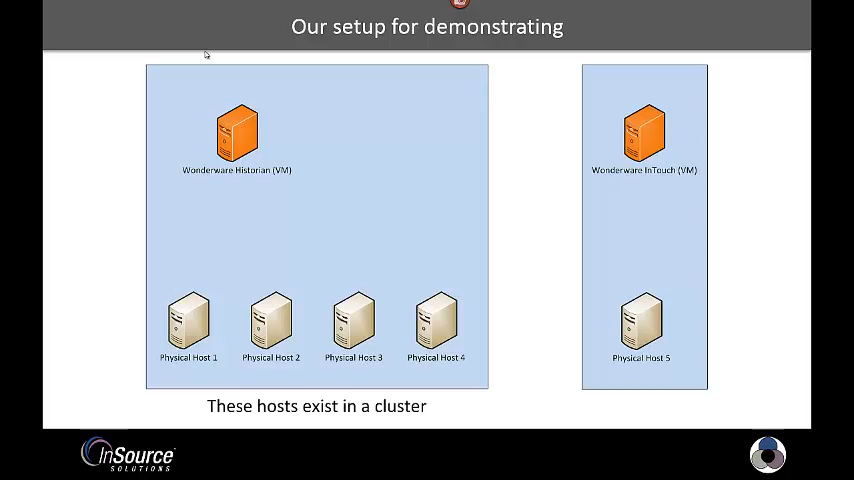 Our setup for demonstrating
Wonderware Historian (VM)
Wonderware InTouch (VM)
Physical Host 1
Physical Host 2
Physical Host 3
Physical Host 4
Physical Host 5
These hosts exist in a cluster
InSource
SOLUTIONS